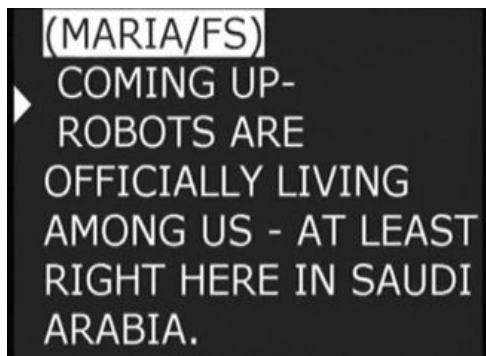 (MARIA/FS)
COMING UP-
ROBOTS ARE
OFFICIALLY LIVING
AMONG US - AT LEAST
RIGHT HERE IN SAUDI
ARABIA.